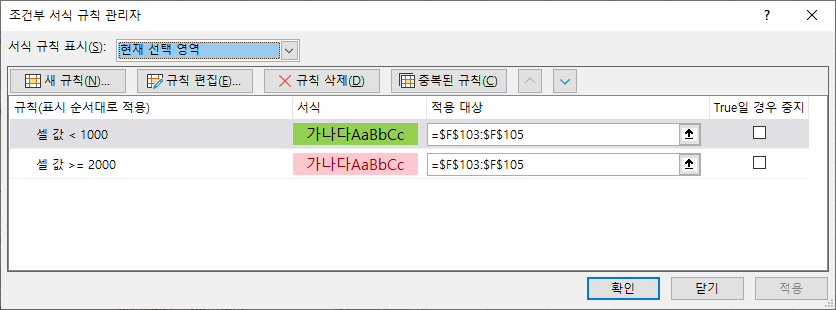 조건부 서식 규칙 관리자
서식 규칙 표시(S): 현재 선택 영역
새 규칙(N)... 규칙 편집(E)... 규칙 삭제(D) 중복된 규칙(C)
규칙(표시 순서대로 적용) 서식 적용 대상 True일 경우 중지
셀 값 < 1000 가나다AaBbCc =$F$103:$F$105
셀 값 >= 2000 가나다AaBbCc =$F$103:$F$105
확인 닫기 적용